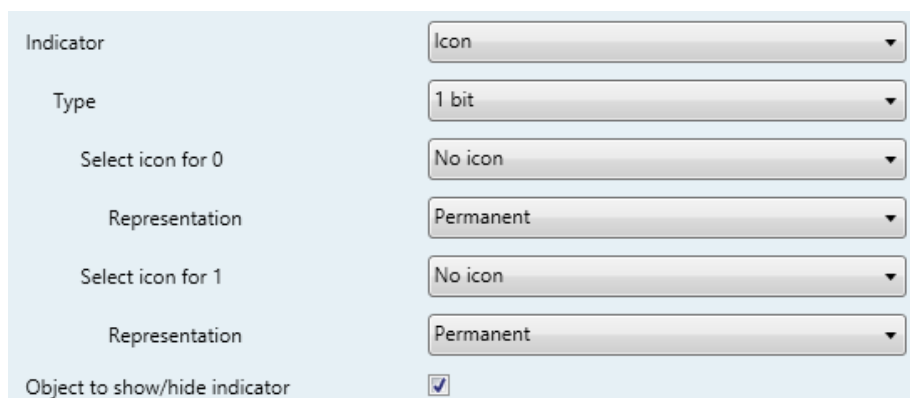 Indicator Icon
Type 1 bit
Select icon for 0 No icon
Representation Permanent
Select icon for 1 No icon
Representation Permanent
Object to show/hide indicator